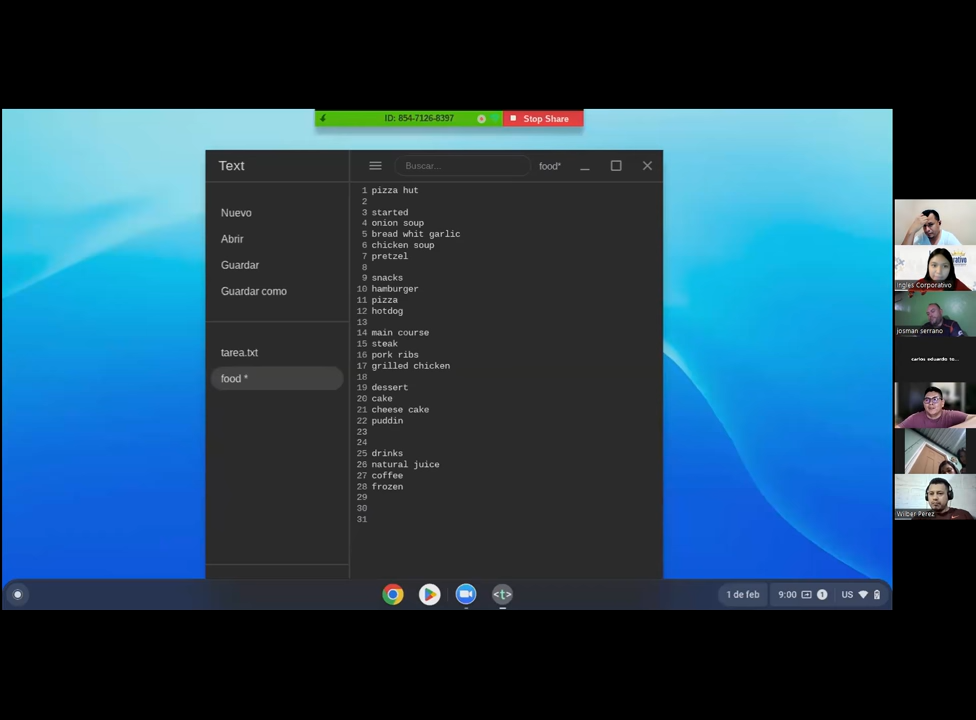 ID: 854-7126-8397
Stop Share
Text
Buscar...
food*
Nuevo
Abrir
Guardar
Guardar como
tarea.txt
food *
1 pizza hut
2
3 started
4 onion soup
5 bread whit garlic
6 chicken soup
7 pretzel
8
9 snacks
10 hamburger
11 pizza
12 hotdog
13
14 main course
15 steak
16 pork ribs
17 grilled chicken
18
19 dessert
20 cake
21 cheese cake
22 puddin
23
24
25 drinks
26 natural juice
27 coffee
28 frozen
29
30
31
Ingles Corporativo
josman serrano
carlos eduardo to...
Wilber Perez
<t>
1 de feb
9:00
1
US